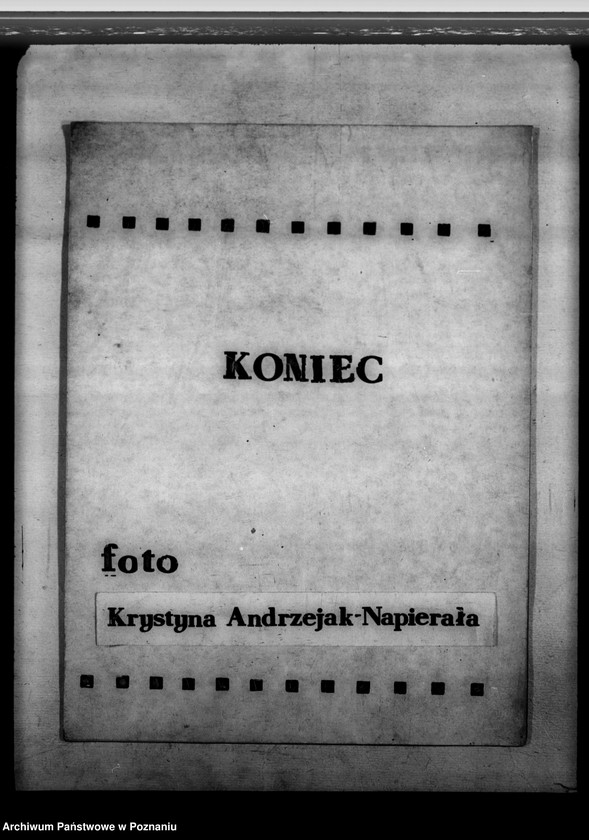 KONIEC
foto
Krystyna Andrzejak-Napierała
Archiwum Państwowe w Poznaniu